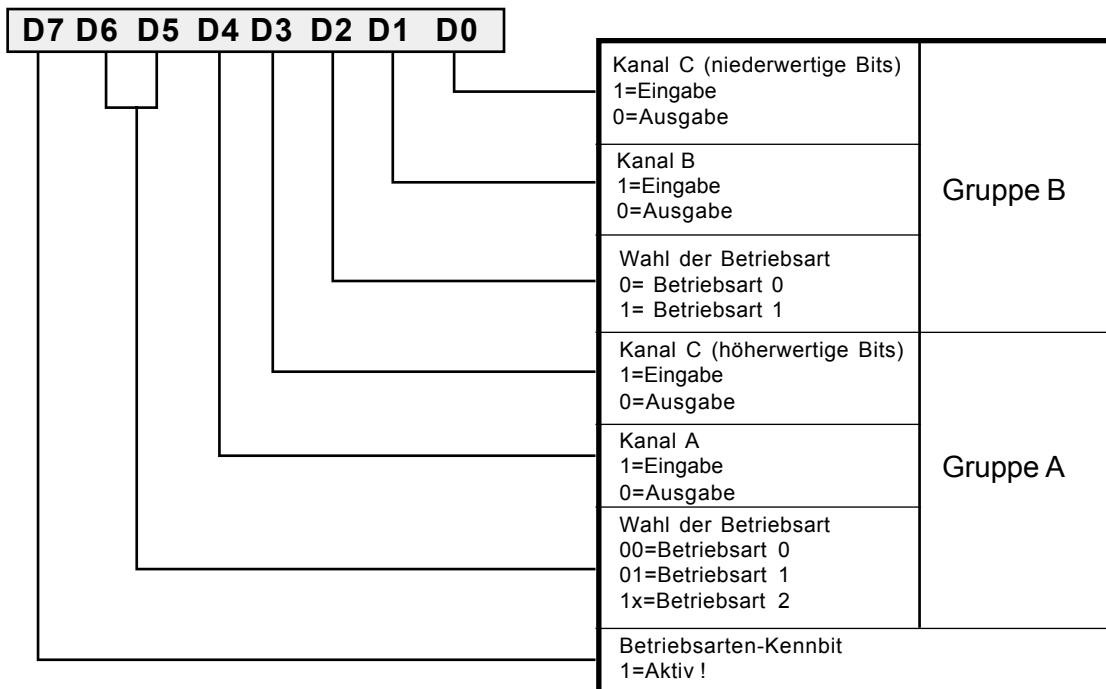 D7 D6 D5 D4 D3 D2 D1 D0
Kanal C (niederwertige Bits)
1=Eingabe
0=Ausgabe
Kanal B
1=Eingabe
0=Ausgabe
Gruppe B
Wahl der Betriebsart
0= Betriebsart 0
1= Betriebsart 1
Kanal C (höherwertige Bits)
1=Eingabe
0=Ausgabe
Kanal A
1=Eingabe
0=Ausgabe
Gruppe A
Wahl der Betriebsart
00=Betriebsart 0
01=Betriebsart 1
1x=Betriebsart 2
Betriebsarten-Kennbit
1=Aktiv !